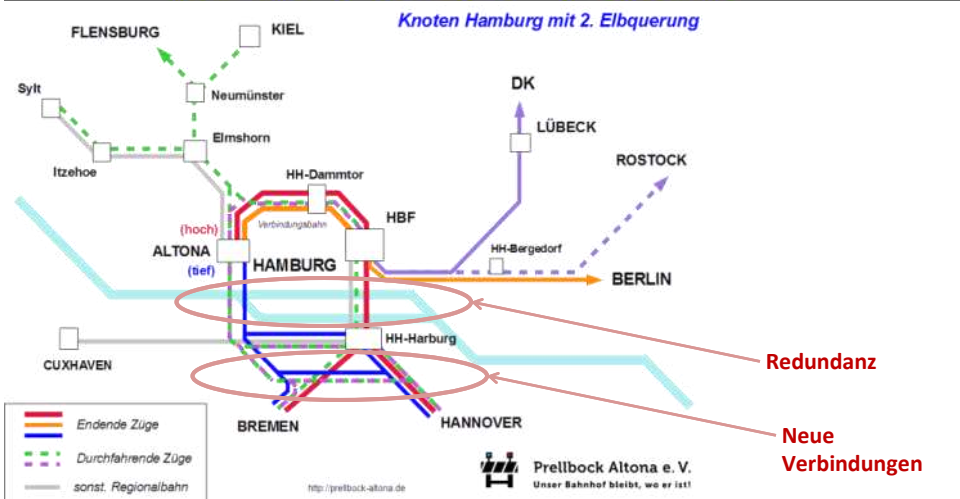 Knoten Hamburg mit 2. Elbquerung
FLENSBURG
KIEL
DK
Sylt
Neumünster
LÜBECK
Elmshorn
ROSTOCK
Itzehoe
HH-Dammtor
HBF
Verbindungsbahn
(hoch)
ALTONA
HAMBURG
HH-Bergedorf
(tief)
BERLIN
HH-Harburg
CUXHAVEN
Redundanz
BREMEN
HANNOVER
Neue
Verbindungen
Endende Züge
Durchfahrende Züge
sonst. Regionalbahn
http://prellbock-altona.de
Prellbock Altona e. V.
Unser Bahnhof bleibt, wo er ist!